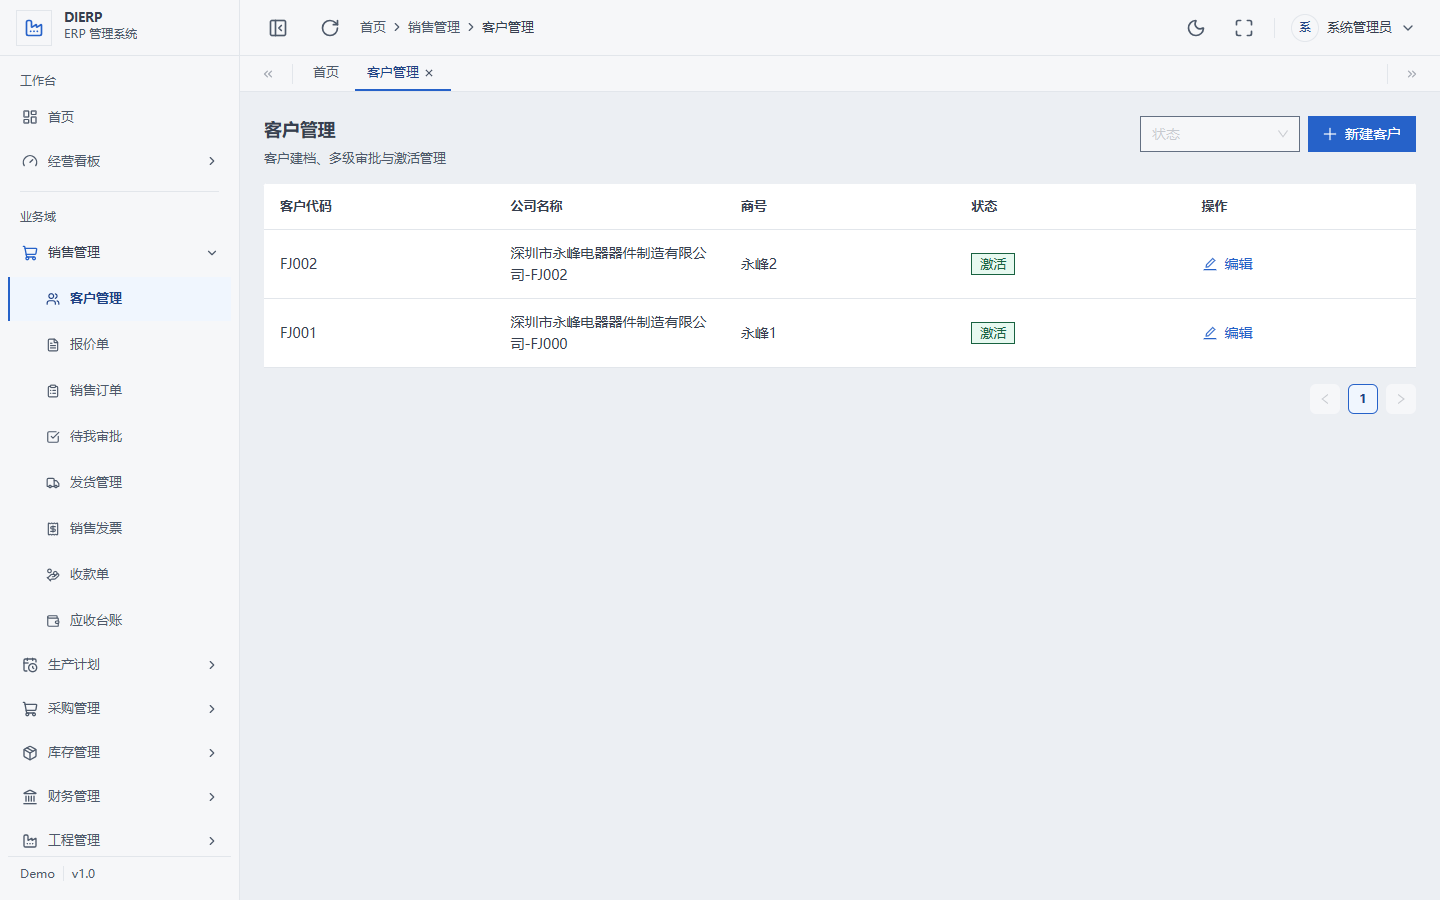 DIERP
ERP 管理系统
工作台
首页
经营看板
业务域
销售管理
客户管理
报价单
销售订单
待我审批
发货管理
销售发票
收款单
应收台账
生产计划
采购管理
库存管理
财务管理
工程管理
Demo
v1.0
首页 > 销售管理 > 客户管理
系
系统管理员
首页
客户管理
客户管理
客户建档、多级审批与激活管理
状态
新建客户
客户代码 公司名称 商号 状态 操作
FJ002 深圳市永峰电器器件制造有限公
司-FJ002 永峰2 激活 编辑
FJ001 深圳市永峰电器器件制造有限公
司-FJ000 永峰1 激活 编辑
1